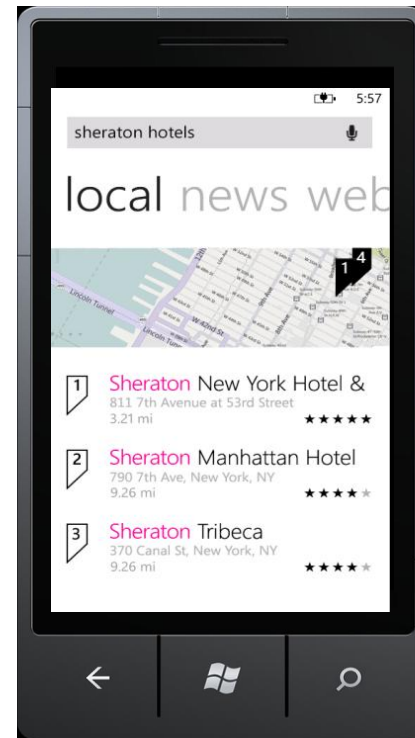 5:57
sheraton hotels
local news web
Lincoln Tunnel
Lincoln Tunnel
W 42nd St
1
4
1
Sheraton New York Hotel &
811 7th Avenue at 53rd Street
3.21 mi
2
Sheraton Manhattan Hotel
790 7th Ave, New York, NY
9.26 mi
3
Sheraton Tribeca
370 Canal St, New York, NY
9.26 mi